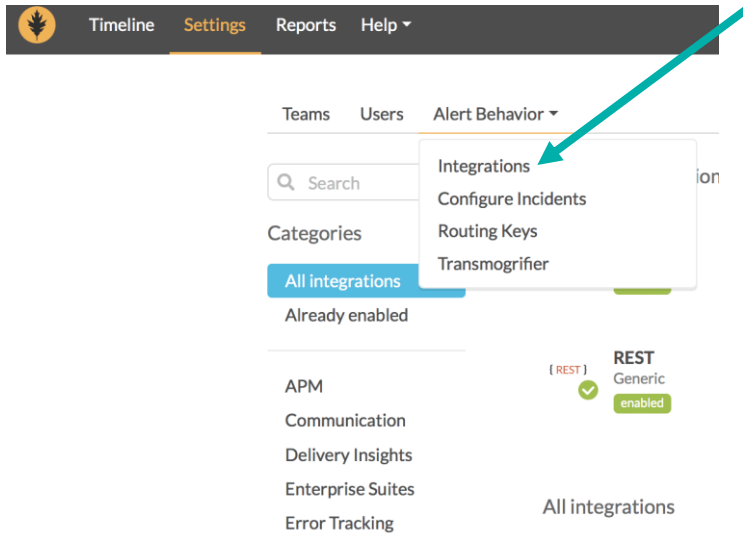 Timeline Settings Reports Help
Teams Users Alert Behavior
Integrations
Configure Incidents
Routing Keys
Transmogrifier
ion
Search
Categories
All integrations
Already enabled
APM
Communication
Delivery Insights
Enterprise Suites
Error Tracking
{ REST }
REST
Generic
enabled
All integrations